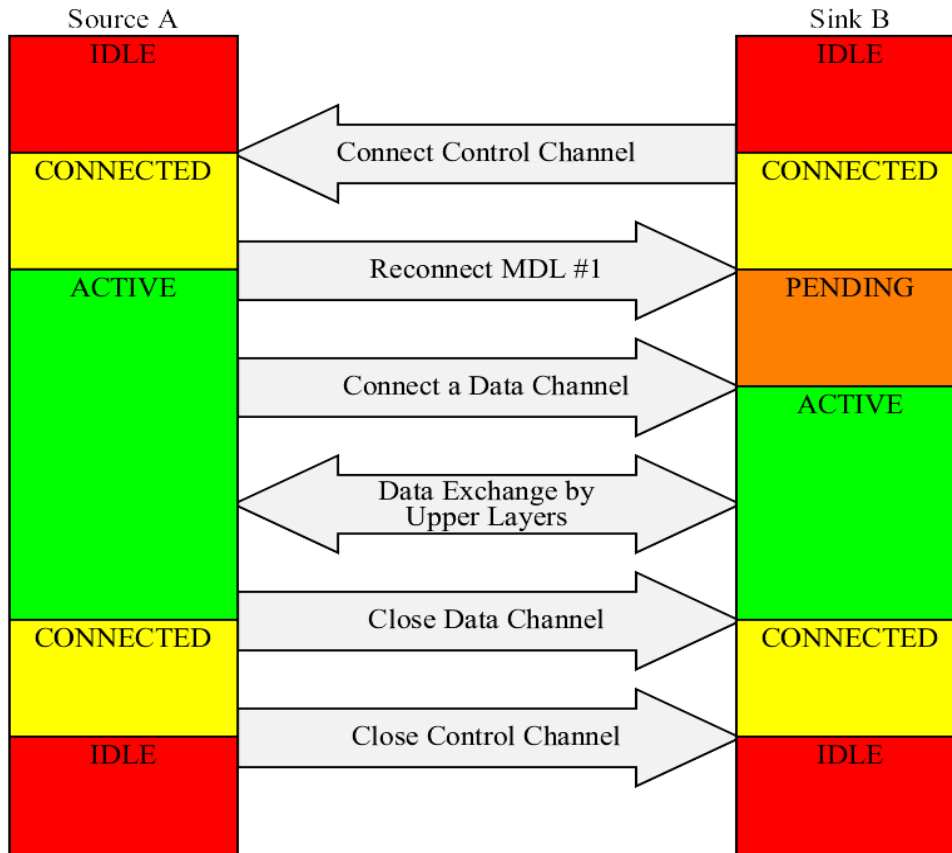 Source A
Sink B
IDLE
IDLE
Connect Control Channel
CONNECTED
CONNECTED
Reconnect MDL #1
ACTIVE
PENDING
Connect a Data Channel
ACTIVE
Data Exchange by
Upper Layers
Close Data Channel
CONNECTED
CONNECTED
Close Control Channel
IDLE
IDLE